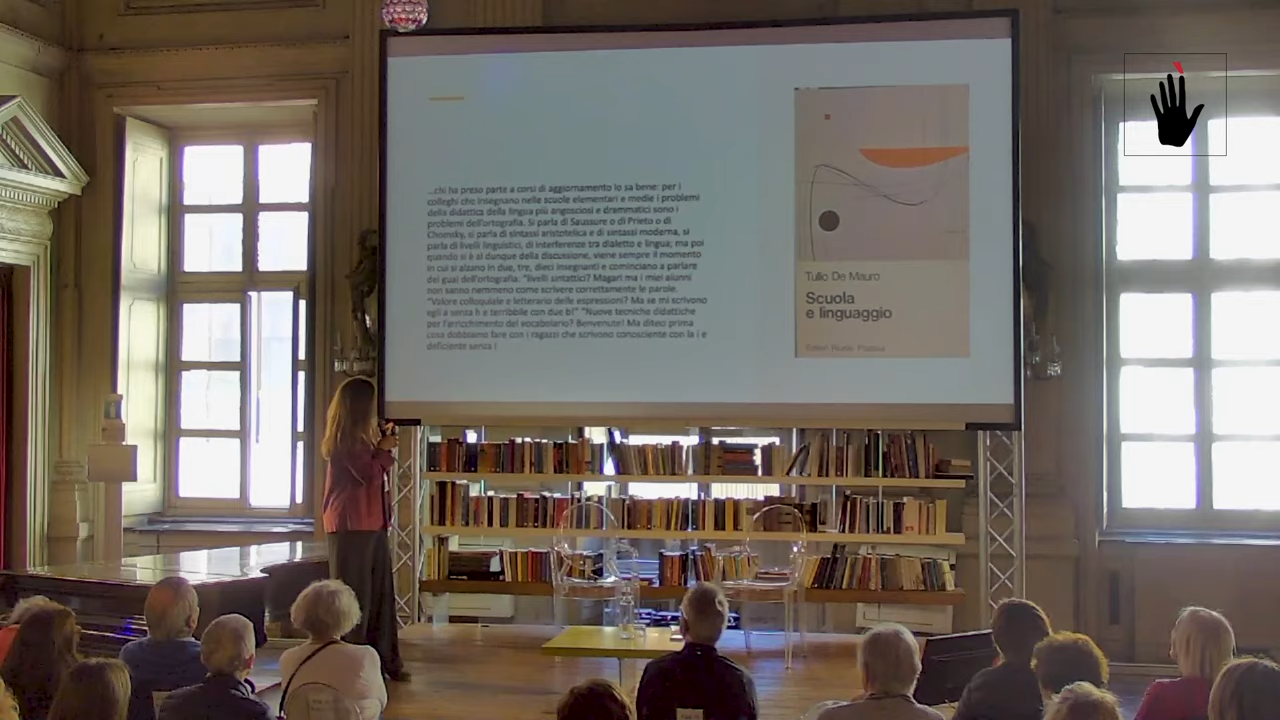 ...chi ha preso parte a corsi di aggiornamento lo sa bene: per i
colleghi che insegnano nelle scuole elementari e medie i problemi
della didattica della lingua più angosciosi e drammatici sono i
problemi dell'ortografia. Si parla di Saussure o di Prieto o di
Chomsky, si parla di sintassi aristotelica e di sintassi moderna, si
parla di livelli linguistici, di interferenze tra dialetto e lingua, ma poi
quando si è al dunque della discussione, viene sempre il momento
in cui si alzano in due, tre, dieci insegnanti e cominciano a parlare
dei guai dell'ortografia: "livelli sintattici? Magari ma i miei alunni
non sanno nemmeno come scrivere correttamente le parole.
"Valore colloquiale e letterario delle espressioni? Ma se mi scrivono
egli a senza h e terribbile con due b!" "Nuove tecniche didattiche
per l'arricchimento del vocabolario? Benvenute! Ma diteci prima
cosa dobbiamo fare con i ragazzi che scrivono conosciente con la i e
deficiente senza i
Tullio De Mauro
Scuola
e linguaggio
Editori Riuniti Paideia